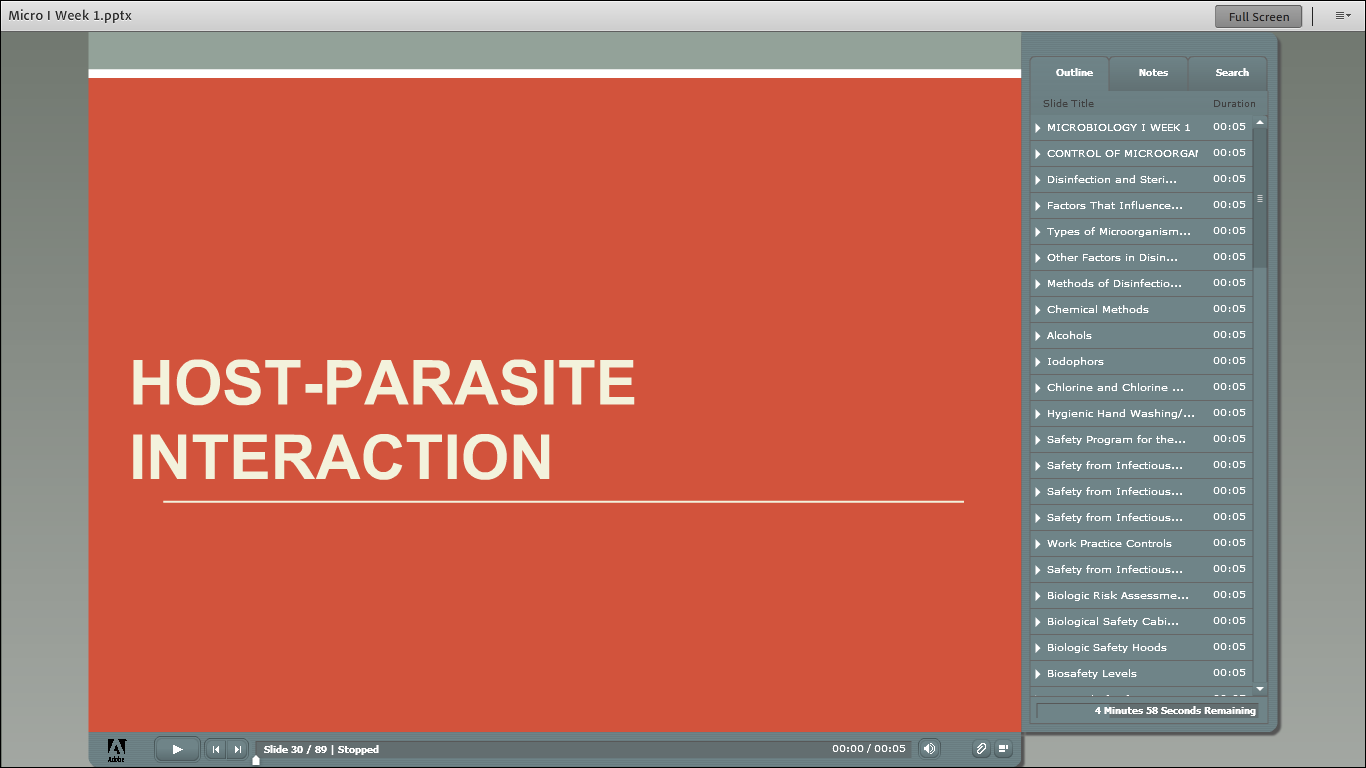 Micro I Week 1.pptx
Full Screen
HOST-PARASITE
INTERACTION
Outline Notes Search
Slide Title Duration
MICROBIOLOGY I WEEK 1 00:05
CONTROL OF MICROORGAN 00:05
Disinfection and Steri... 00:05
Factors That Influence... 00:05
Types of Microorganism... 00:05
Other Factors in Disin... 00:05
Methods of Disinfectio... 00:05
Chemical Methods 00:05
Alcohols 00:05
Iodophors 00:05
Chlorine and Chlorine ... 00:05
Hygienic Hand Washing/... 00:05
Safety Program for the... 00:05
Safety from Infectious... 00:05
Safety from Infectious... 00:05
Safety from Infectious... 00:05
Work Practice Controls 00:05
Safety from Infectious... 00:05
Biologic Risk Assessme... 00:05
Biological Safety Cabi... 00:05
Biologic Safety Hoods 00:05
Biosafety Levels 00:05
4 Minutes 58 Seconds Remaining
Adobe
Slide 30 / 89 | Stopped 00:00 / 00:05